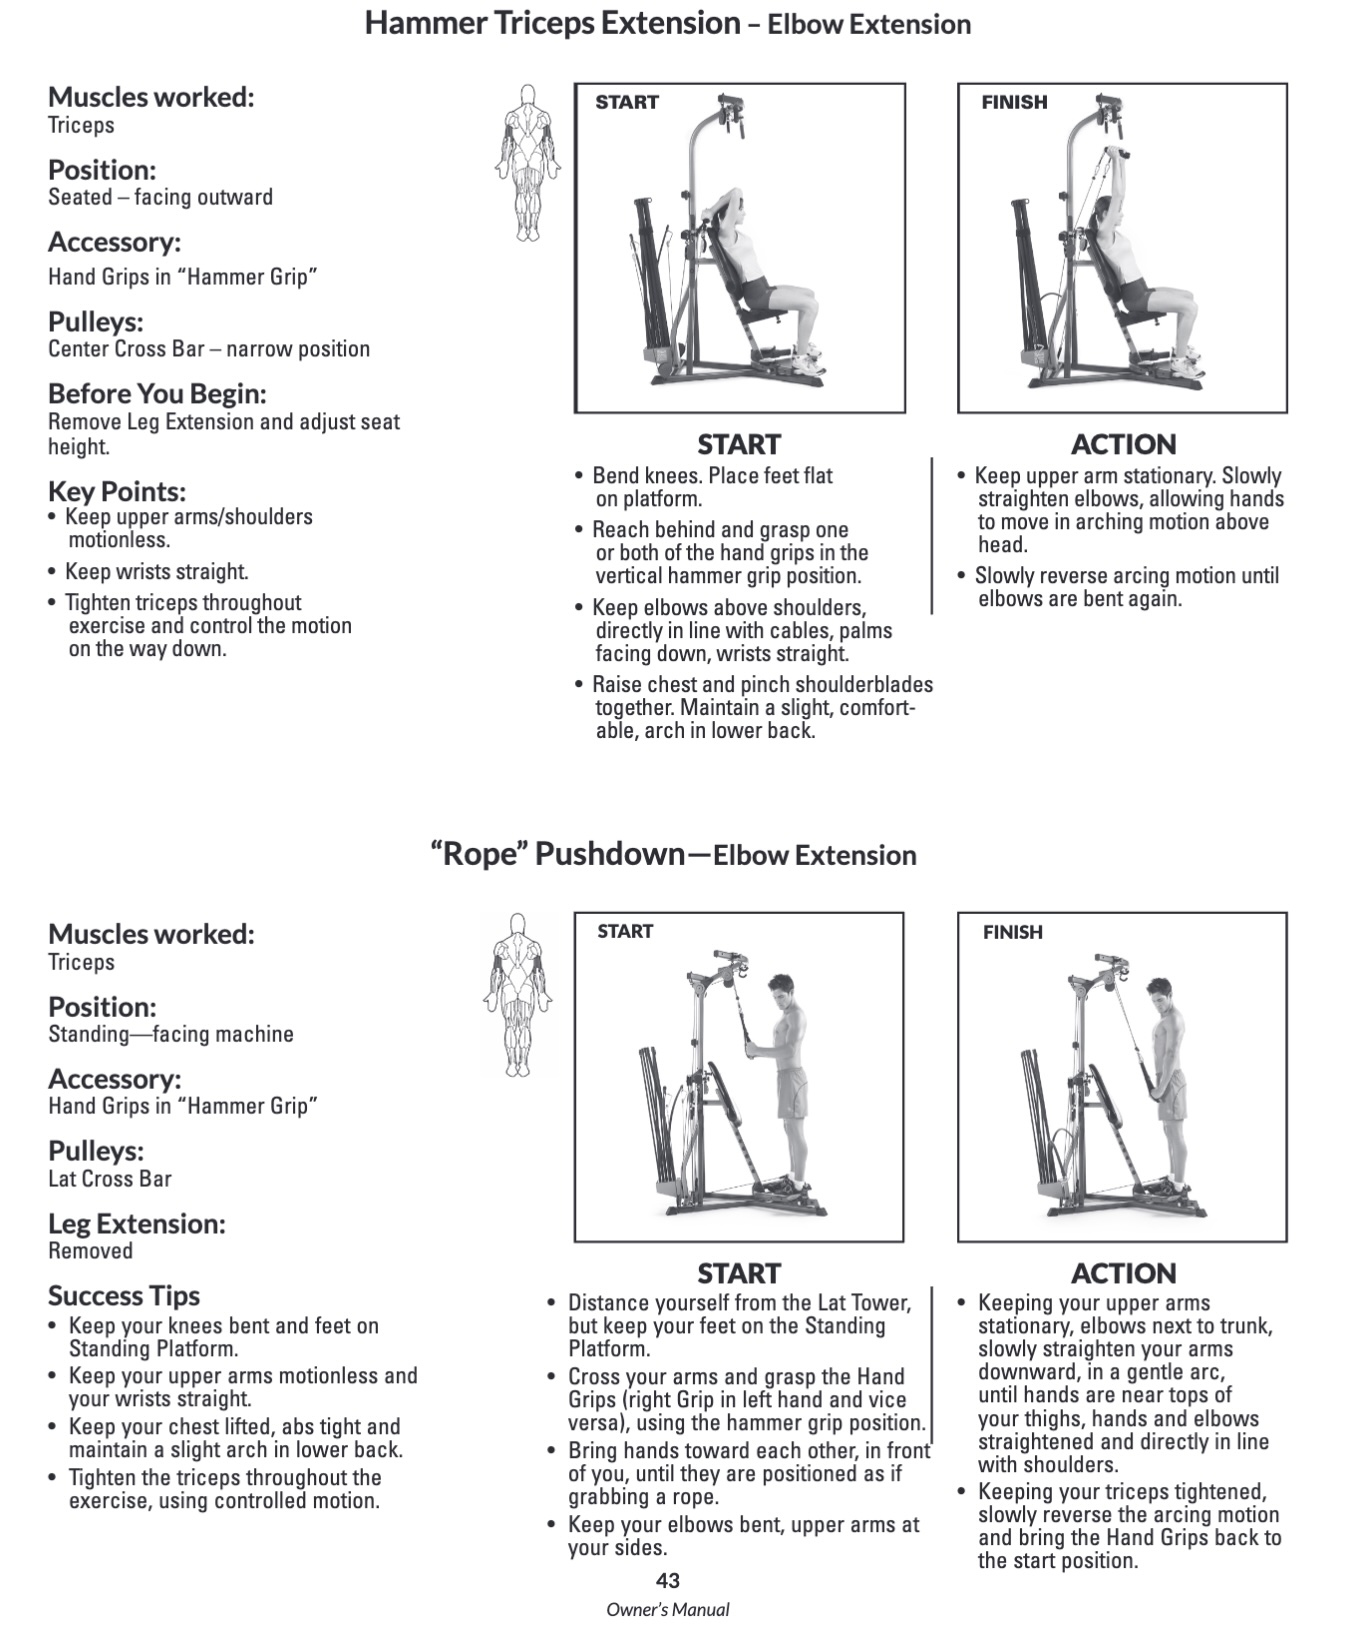 Hammer Triceps Extension – Elbow Extension
Muscles worked:
Triceps
Position:
Seated – facing outward
Accessory:
Hand Grips in “Hammer Grip”
Pulleys:
Center Cross Bar – narrow position
Before You Begin:
Remove Leg Extension and adjust seat
height.
Key Points:
• Keep upper arms/shoulders
motionless.
• Keep wrists straight.
• Tighten triceps throughout
exercise and control the motion
on the way down.
START
FINISH
START
• Bend knees. Place feet flat
on platform.
• Reach behind and grasp one
or both of the hand grips in the
vertical hammer grip position.
• Keep elbows above shoulders,
directly in line with cables, palms
facing down, wrists straight.
• Raise chest and pinch shoulderblades
together. Maintain a slight, comfort-
able, arch in lower back.
ACTION
• Keep upper arm stationary. Slowly
straighten elbows, allowing hands
to move in arching motion above
head.
• Slowly reverse arcing motion until
elbows are bent again.
“Rope” Pushdown—Elbow Extension
Muscles worked:
Triceps
Position:
Standing—facing machine
Accessory:
Hand Grips in “Hammer Grip”
Pulleys:
Lat Cross Bar
Leg Extension:
Removed
Success Tips
• Keep your knees bent and feet on
Standing Platform.
• Keep your upper arms motionless and
your wrists straight.
• Keep your chest lifted, abs tight and
maintain a slight arch in lower back.
• Tighten the triceps throughout the
exercise, using controlled motion.
START
FINISH
START
• Distance yourself from the Lat Tower,
but keep your feet on the Standing
Platform.
• Cross your arms and grasp the Hand
Grips (right Grip in left hand and vice
versa), using the hammer grip position.
• Bring hands toward each other, in front
of you, until they are positioned as if
grabbing a rope.
• Keep your elbows bent, upper arms at
your sides.
ACTION
• Keeping your upper arms
stationary, elbows next to trunk,
slowly straighten your arms
downward, in a gentle arc,
until hands are near tops of
your thighs, hands and elbows
straightened and directly in line
with shoulders.
• Keeping your triceps tightened,
slowly reverse the arcing motion
and bring the Hand Grips back to
the start position.
43
Owner’s Manual